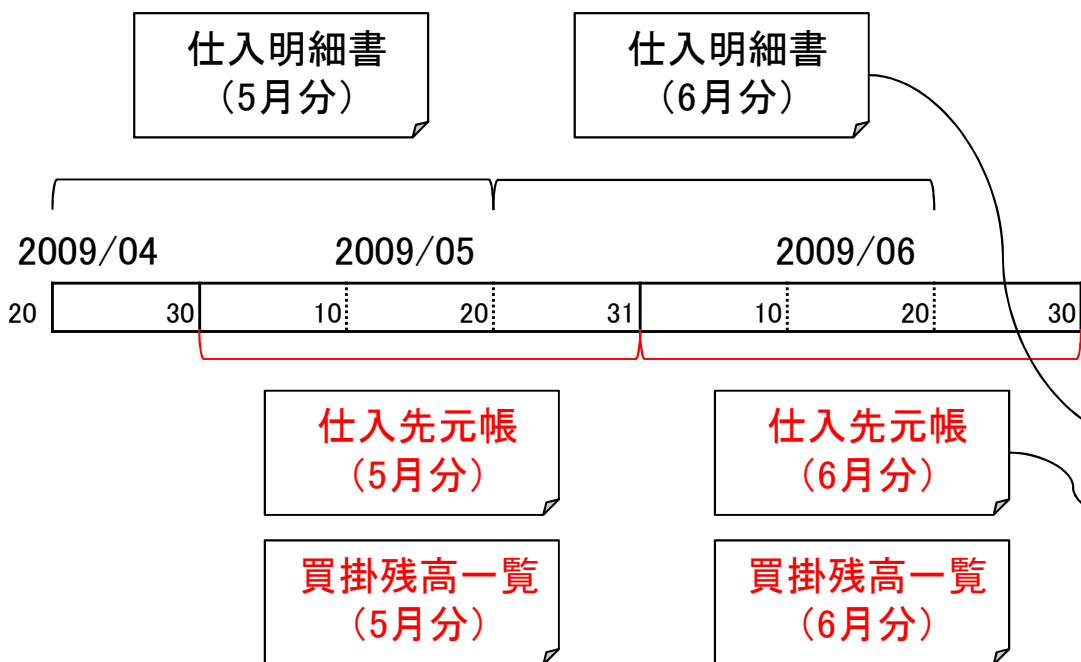 仕入明細書
(5月分)
仕入明細書
(6月分)
2009/04
2009/05
2009/06
20
30
10
20
31
10
20
30
仕入先元帳
(5月分)
仕入先元帳
(6月分)
買掛残高一覧
(5月分)
買掛残高一覧
(6月分)